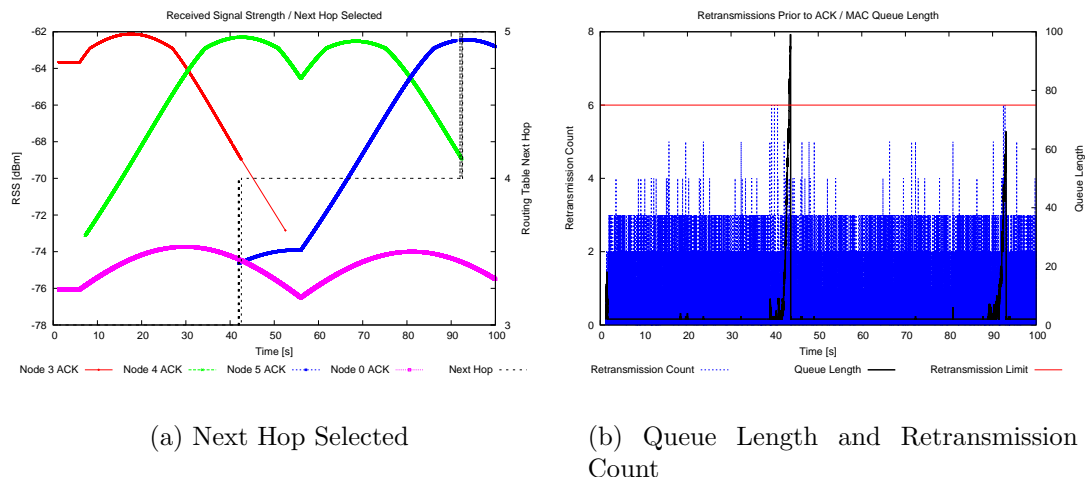 Received Signal Strength / Next Hop Selected
-62
-64
-66
-68
-70
-72
-74
-76
-78
RSS [dBm]
5
4
3
Routing Table Next Hop
0 10 20 30 40 50 60 70 80 90 100
Time [s]
Node 3 ACK Node 4 ACK Node 5 ACK Node 0 ACK Next Hop
(a) Next Hop Selected
Retransmissions Prior to ACK / MAC Queue Length
8
6
4
2
0
Retransmission Count
100
80
60
40
20
0
Queue Length
0 10 20 30 40 50 60 70 80 90 100
Time [s]
Retransmission Count Queue Length Retransmission Limit
(b) Queue Length and Retransmission
Count